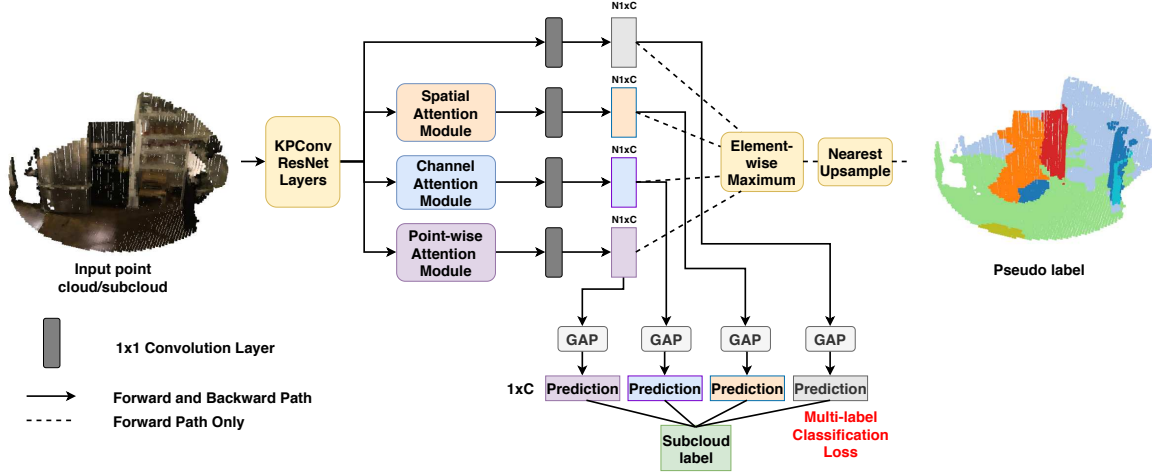 N1xC
Spatial
Attention
Module
N1xC
KPConv
ResNet
Layers
Channel
Attention
Module
N1xC
Element-
wise
Maximum
Nearest
Upsample
Point-wise
Attention
Module
N1xC
Input point
cloud/subcloud
Pseudo label
1x1 Convolution Layer
Forward and Backward Path
Forward Path Only
GAP
GAP
GAP
GAP
1xC
Prediction
Prediction
Prediction
Prediction
Subcloud
label
Multi-label
Classification
Loss